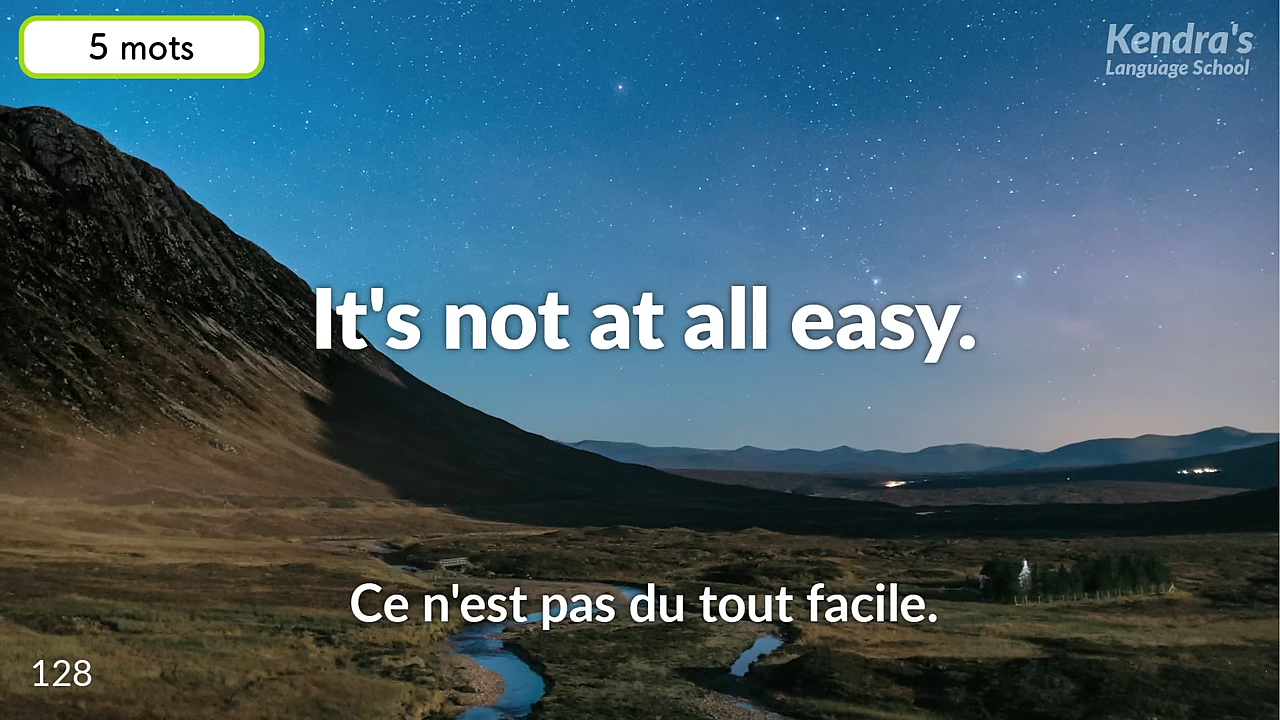 5 mots
Kendra's
Language School
It's not at all easy.
Ce n'est pas du tout facile.
128